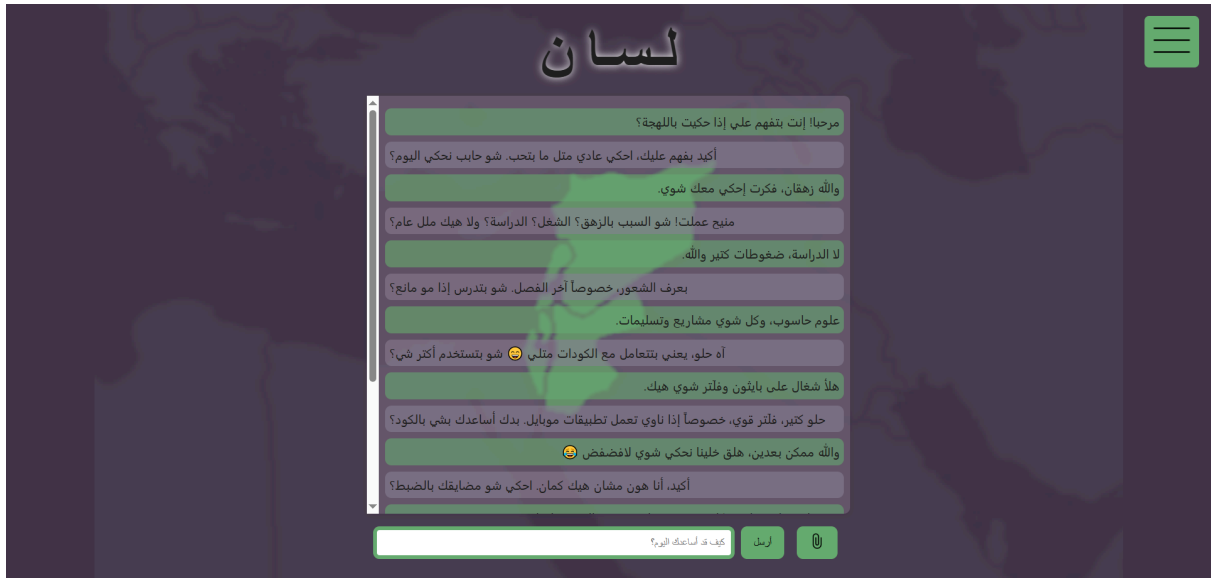 لسان
مرحبا! إنت بتفهم علي إذا حكيت باللهجة؟
أكيد بفهم عليك، احكي عادي متل ما بتحب. شو حابب نحكي اليوم؟
والله زهقان، فكرت إحكي معك شوي.
منيح عملت! شو السبب بالزهق؟ الشغل؟ الدراسة؟ ولا هيك ملل عام؟
لا الدراسة، ضغوطات كتير والله.
بعرف الشعور، خصوصاً آخر الفصل. شو بتدرس إذا مو مانع؟
علوم حاسوب، وكل شوي مشاريع وتسليمات.
آه حلو، يعني بتتعامل مع الكودات متلي 😄 شو بتستخدم أكتر شي؟
هلأ شغال على بايثون وفلتر شوي هيك.
حلو كتير، فلتر قوي، خصوصاً إذا ناوي تعمل تطبيقات موبايل. بدك أساعدك بشي بالكود؟
والله ممكن بعدين، هلق خلينا نحكي شوي لافضفض 😂
أكيد، أنا هون مشان هيك كمان. احكي شو مضايقك بالضبط؟
أرسل
كيف قد أساعدك اليوم؟